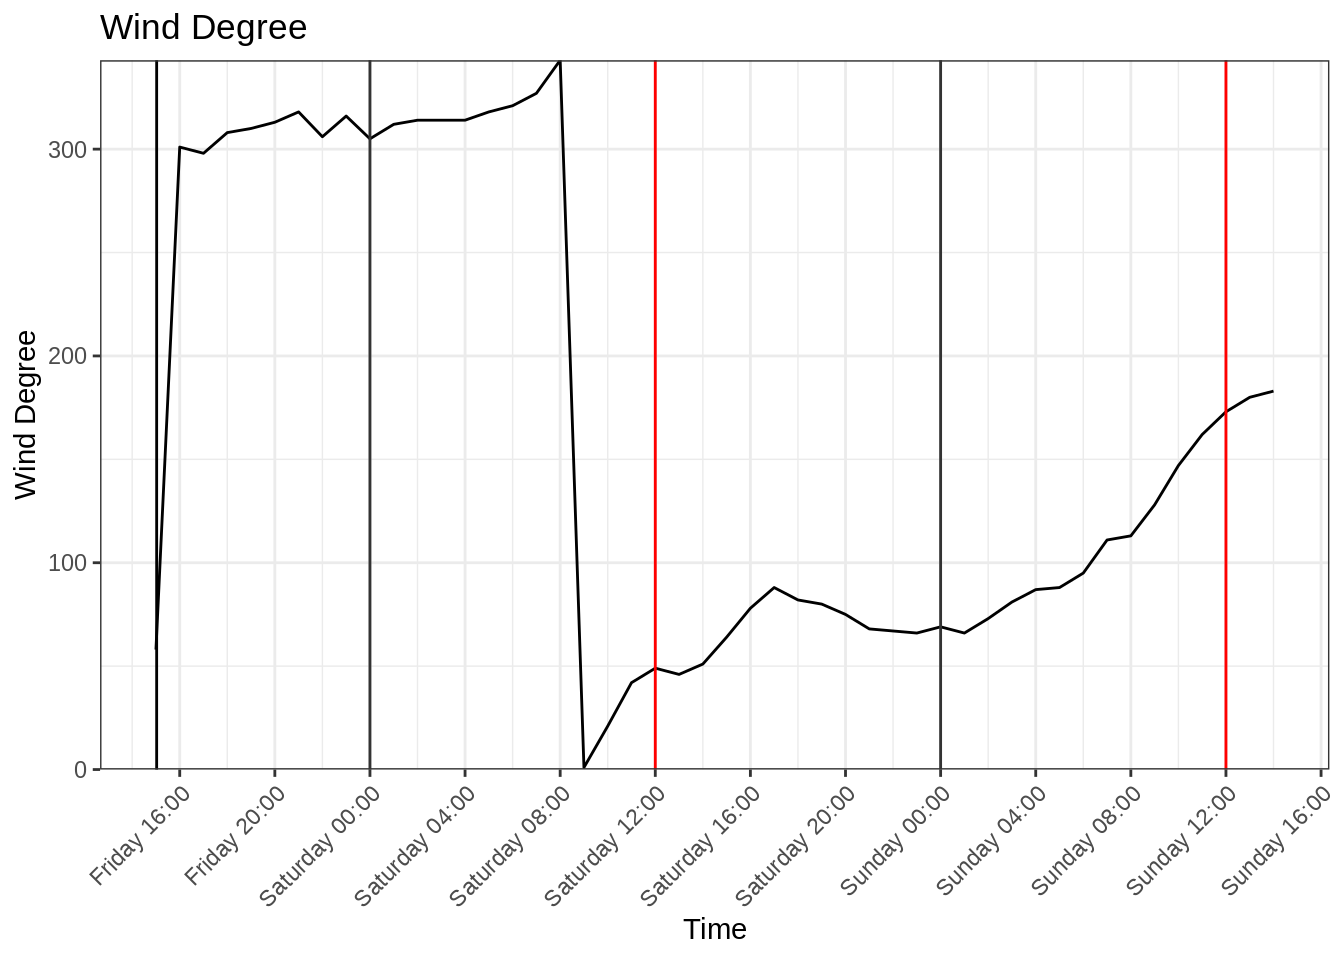 Wind Degree
Wind Degree
300
200
100
0
Friday 16:00
Friday 20:00
Saturday 00:00
Saturday 04:00
Saturday 08:00
Saturday 12:00
Saturday 16:00
Saturday 20:00
Sunday 00:00
Sunday 04:00
Sunday 08:00
Sunday 12:00
Sunday 16:00
Time